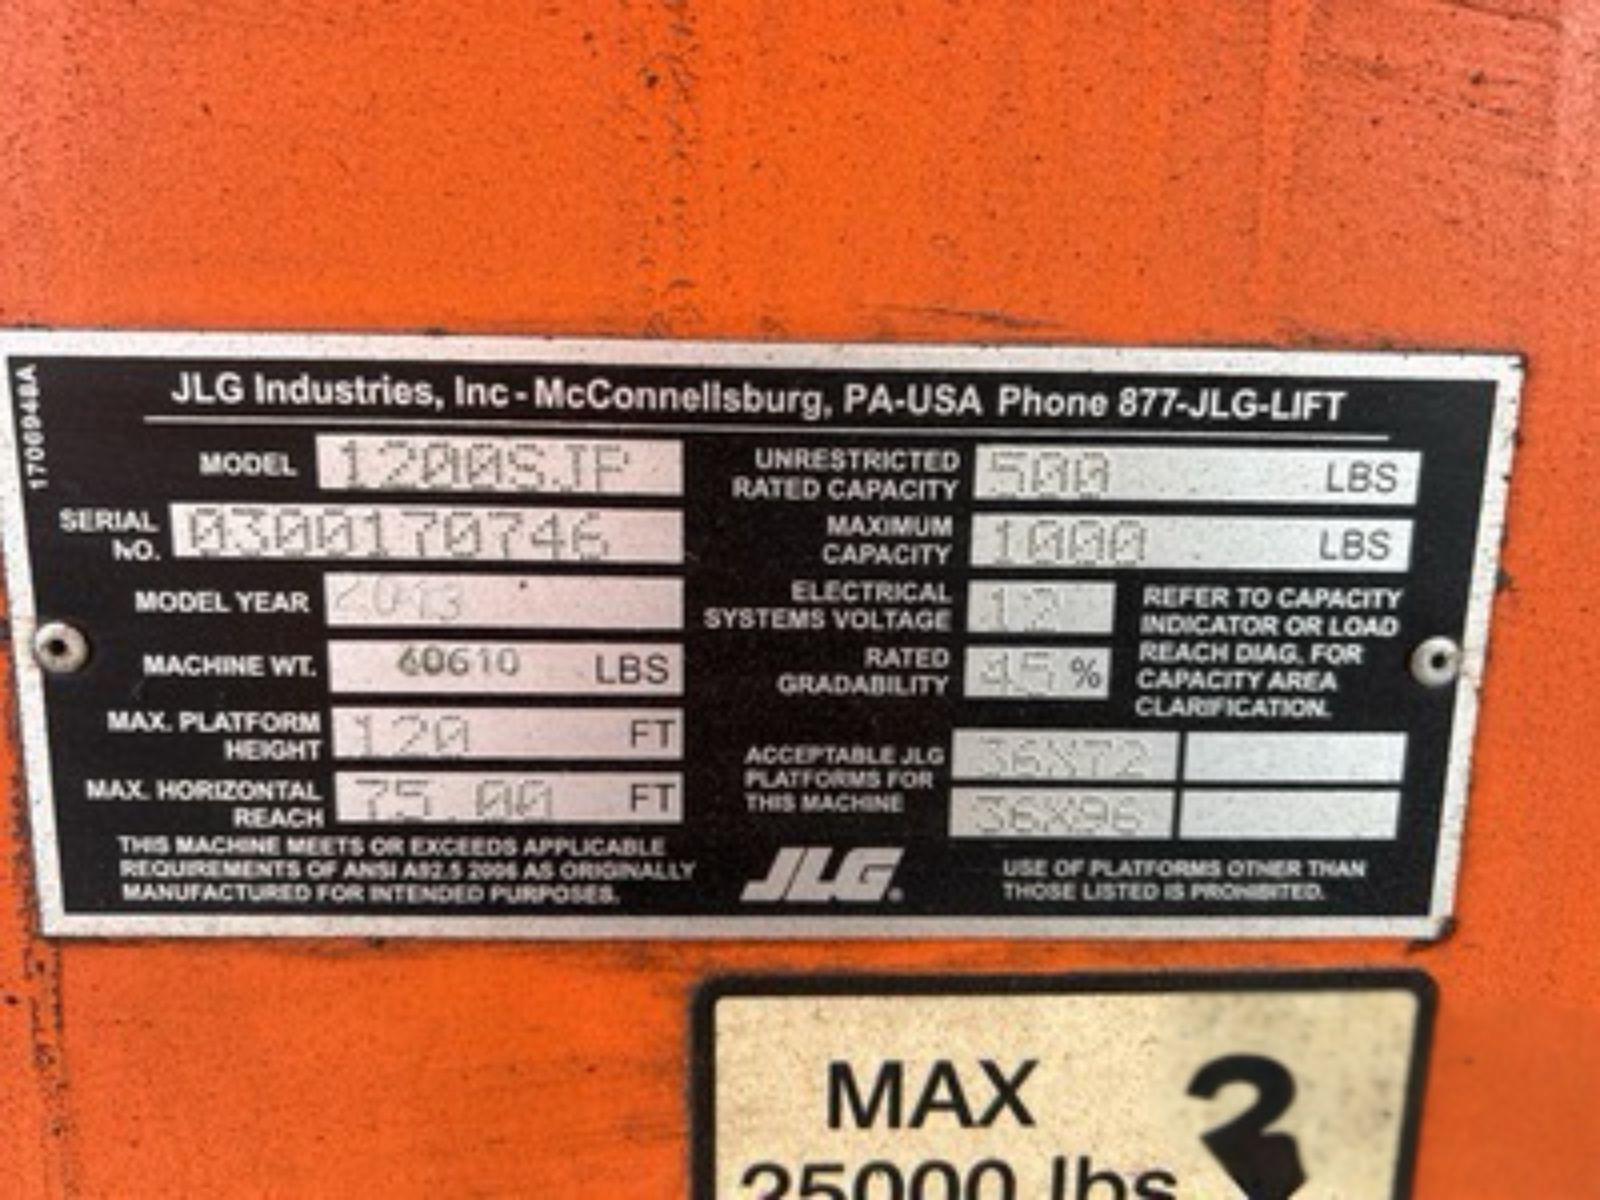 1706948A
JLG Industries, Inc - McConnellsburg, PA-USA Phone 877-JLG-LIFT
MODEL 1200SJP
SERIAL NO. 0300170746
MODEL YEAR 2013
MACHINE WT. 40610 LBS
MAX. PLATFORM HEIGHT 120 FT
MAX. HORIZONTAL REACH 75.00 FT
THIS MACHINE MEETS OR EXCEEDS APPLICABLE
REQUIREMENTS OF ANSI A92.5 2006 AS ORIGINALLY
MANUFACTURED FOR INTENDED PURPOSES.
UNRESTRICTED RATED CAPACITY 500 LBS
MAXIMUM CAPACITY 1000 LBS
ELECTRICAL SYSTEMS VOLTAGE 12
RATED GRADABILITY 45 %
REFER TO CAPACITY
INDICATOR OR LOAD
REACH DIAG. FOR
CAPACITY AREA
CLARIFICATION.
ACCEPTABLE JLG
PLATFORMS FOR
THIS MACHINE
36X72
36X96
JLG®
USE OF PLATFORMS OTHER THAN
THOSE LISTED IS PROHIBITED.
MAX
25000 lbs